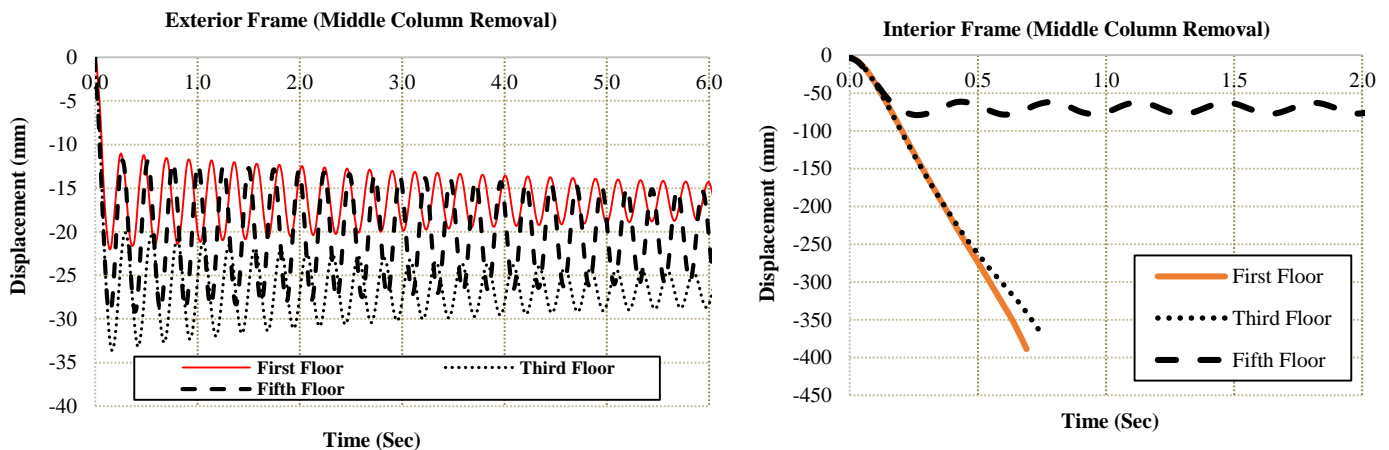 Exterior Frame (Middle Column Removal)
0
0.0 1.0 2.0 3.0 4.0 5.0 6.0
-5
-10
-15
-20
-25
-30
-35
-40
Displacement (mm)
First Floor Third Floor
Fifth Floor
Time (Sec)
Interior Frame (Middle Column Removal)
0
0.0 0.5 1.0 1.5 2.0
-50
-100
-150
-200
-250
-300
-350
-400
-450
Displacement (mm)
First Floor
Third Floor
Fifth Floor
Time (Sec)